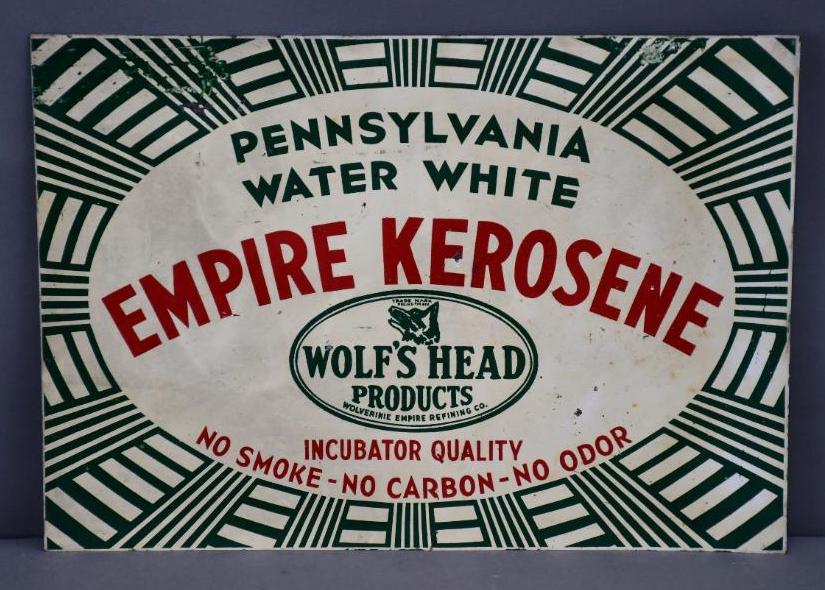 PENNSYLVANIA
WATER WHITE
EMPIRE KEROSENE
TRADE MARK
WOLF'S HEAD
PRODUCTS
WOLVERINE EMPIRE REFINING CO.
INCUBATOR QUALITY
NO SMOKE-NO CARBON-NO ODOR